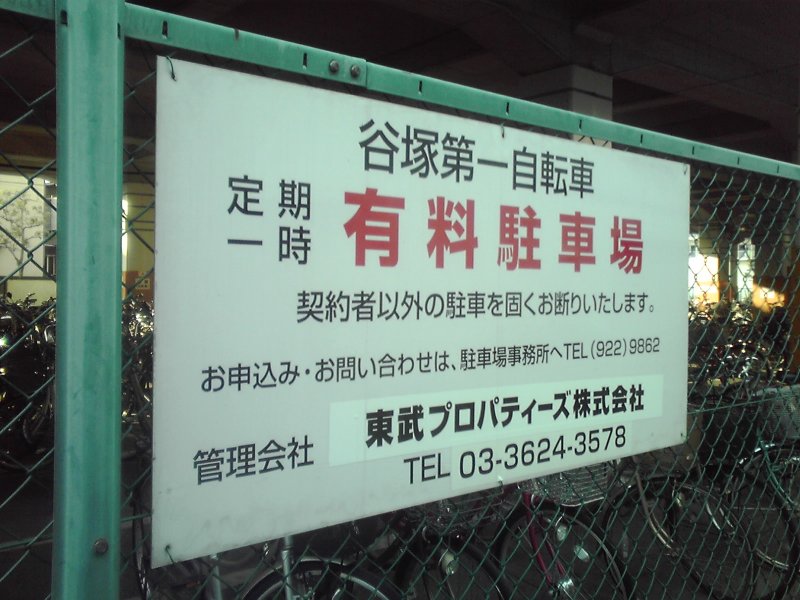 谷塚第一自転車
定期
一時
有料駐車場
契約者以外の駐車を固くお断りいたします。
お申込み・お問い合わせは、駐車場事務所へTEL(922)9862
管理会社
東武プロパティーズ株式会社
TEL 03-3624-3578